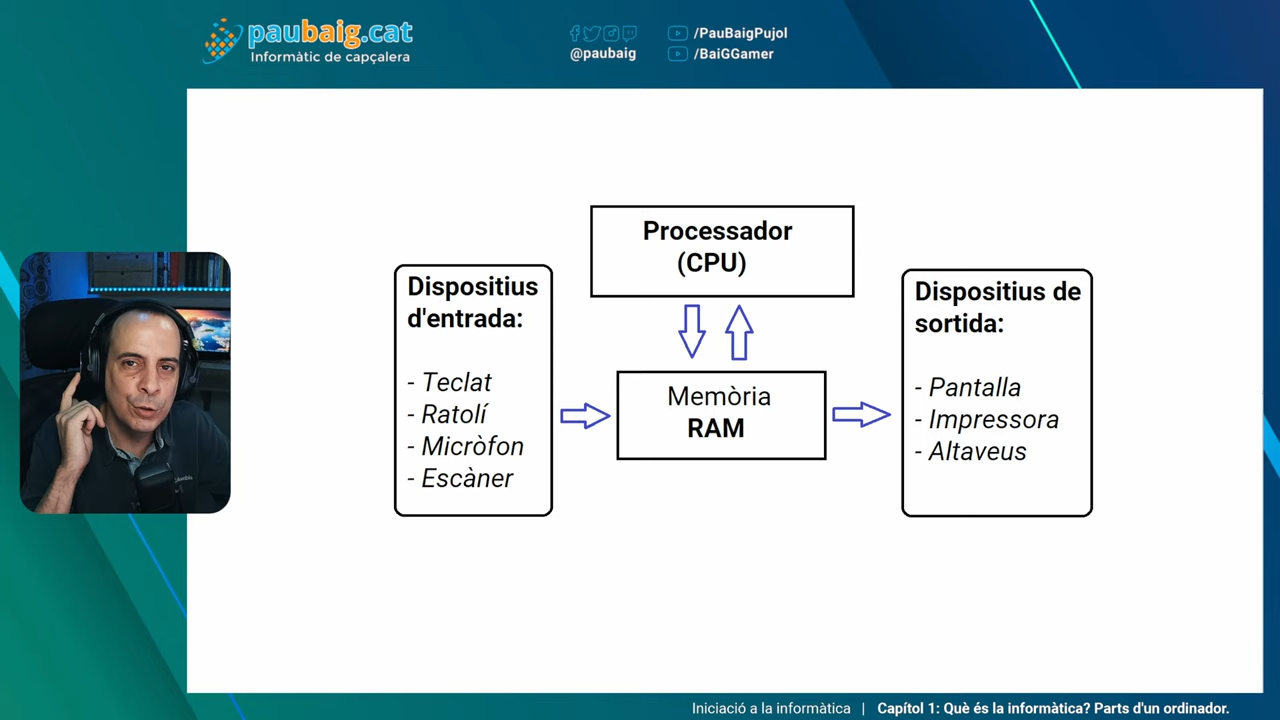 paubaig.cat
Informàtic de capçalera
@paubaig
/PauBaigPujol
/BaiGGamer
Processador
(CPU)
Dispositius
d'entrada:
- Teclat
- Ratolí
- Micròfon
- Escàner
Memòria
RAM
Dispositius de
sortida:
- Pantalla
- Impressora
- Altaveus
Iniciació a la informàtica | Capítol 1: Què és la informàtica? Parts d'un ordinador.